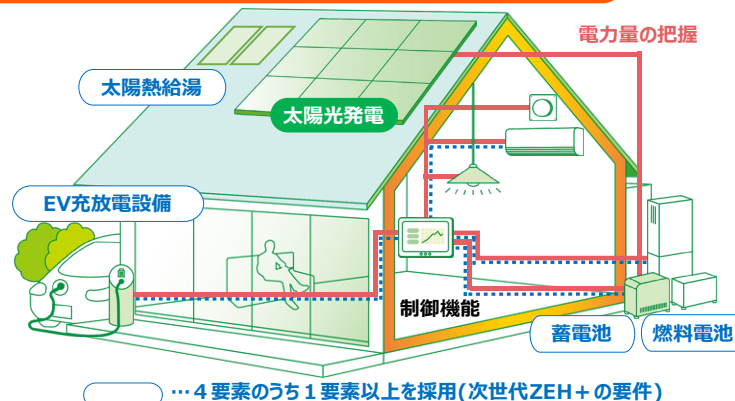 電力量の把握
太陽熱給湯
太陽光発電
EV充放電設備
制御機能
蓄電池
燃料電池
…４要素のうち１要素以上を採用(次世代ZEH＋の要件)